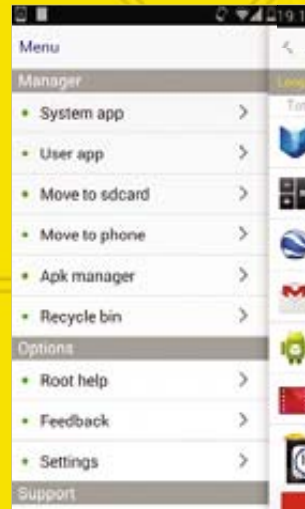 19.1
Menu
Manager
System app
User app
Move to sdcard
Move to phone
Apk manager
Recycle bin
Options
Root help
Feedback
Settings
Support